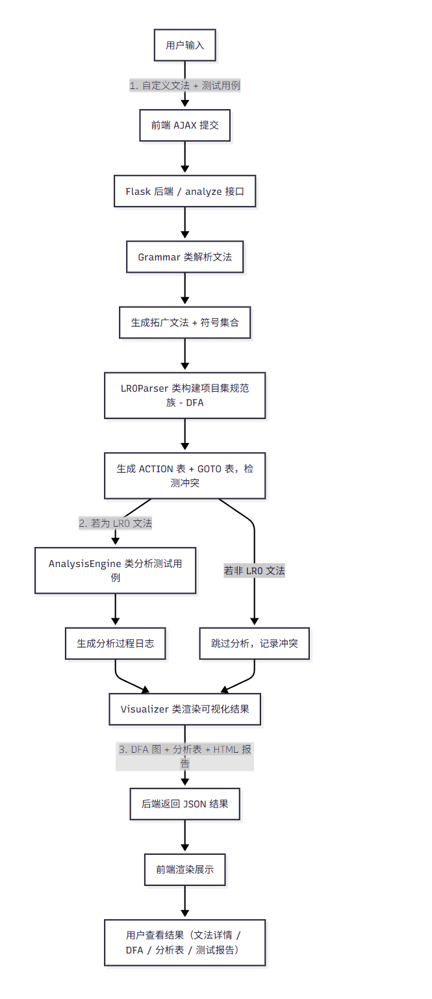 用户输入
1. 自定义文法 + 测试用例
前端 AJAX 提交
Flask 后端 / analyze 接口
Grammar 类解析文法
生成拓广文法 + 符号集合
LR0Parser 类构建项目集规范
族 - DFA
生成 ACTION 表 + GOTO 表，检
测冲突
2. 若为 LR0 文法
AnalysisEngine 类分析测试用
例
若非 LR0 文法
生成分析过程日志
跳过分析，记录冲突
Visualizer 类渲染可视化结果
3. DFA 图 + 分析表 + HTML 报
告
后端返回 JSON 结果
前端渲染展示
用户查看结果（文法详情 /
DFA / 分析表 / 测试报告）